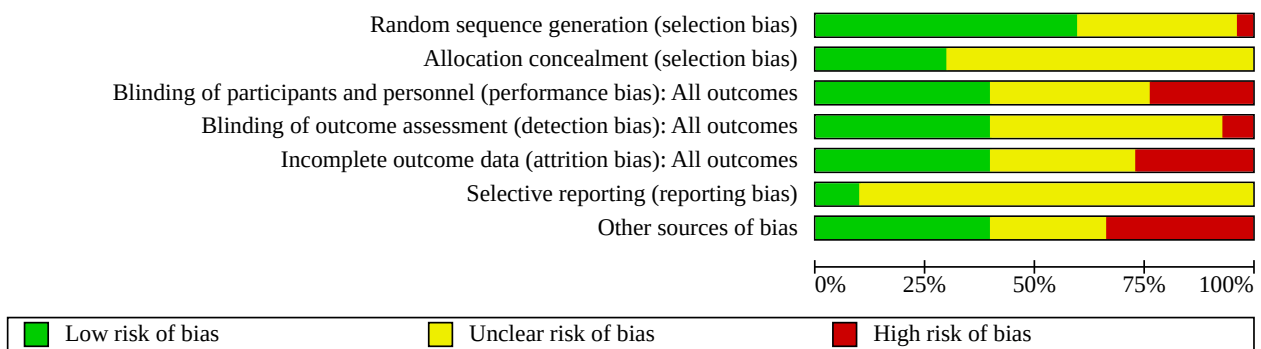 Random sequence generation (selection bias)
Allocation concealment (selection bias)
Blinding of participants and personnel (performance bias): All outcomes
Blinding of outcome assessment (detection bias): All outcomes
Incomplete outcome data (attrition bias): All outcomes
Selective reporting (reporting bias)
Other sources of bias
0% 25% 50% 75% 100%
Low risk of bias Unclear risk of bias High risk of bias